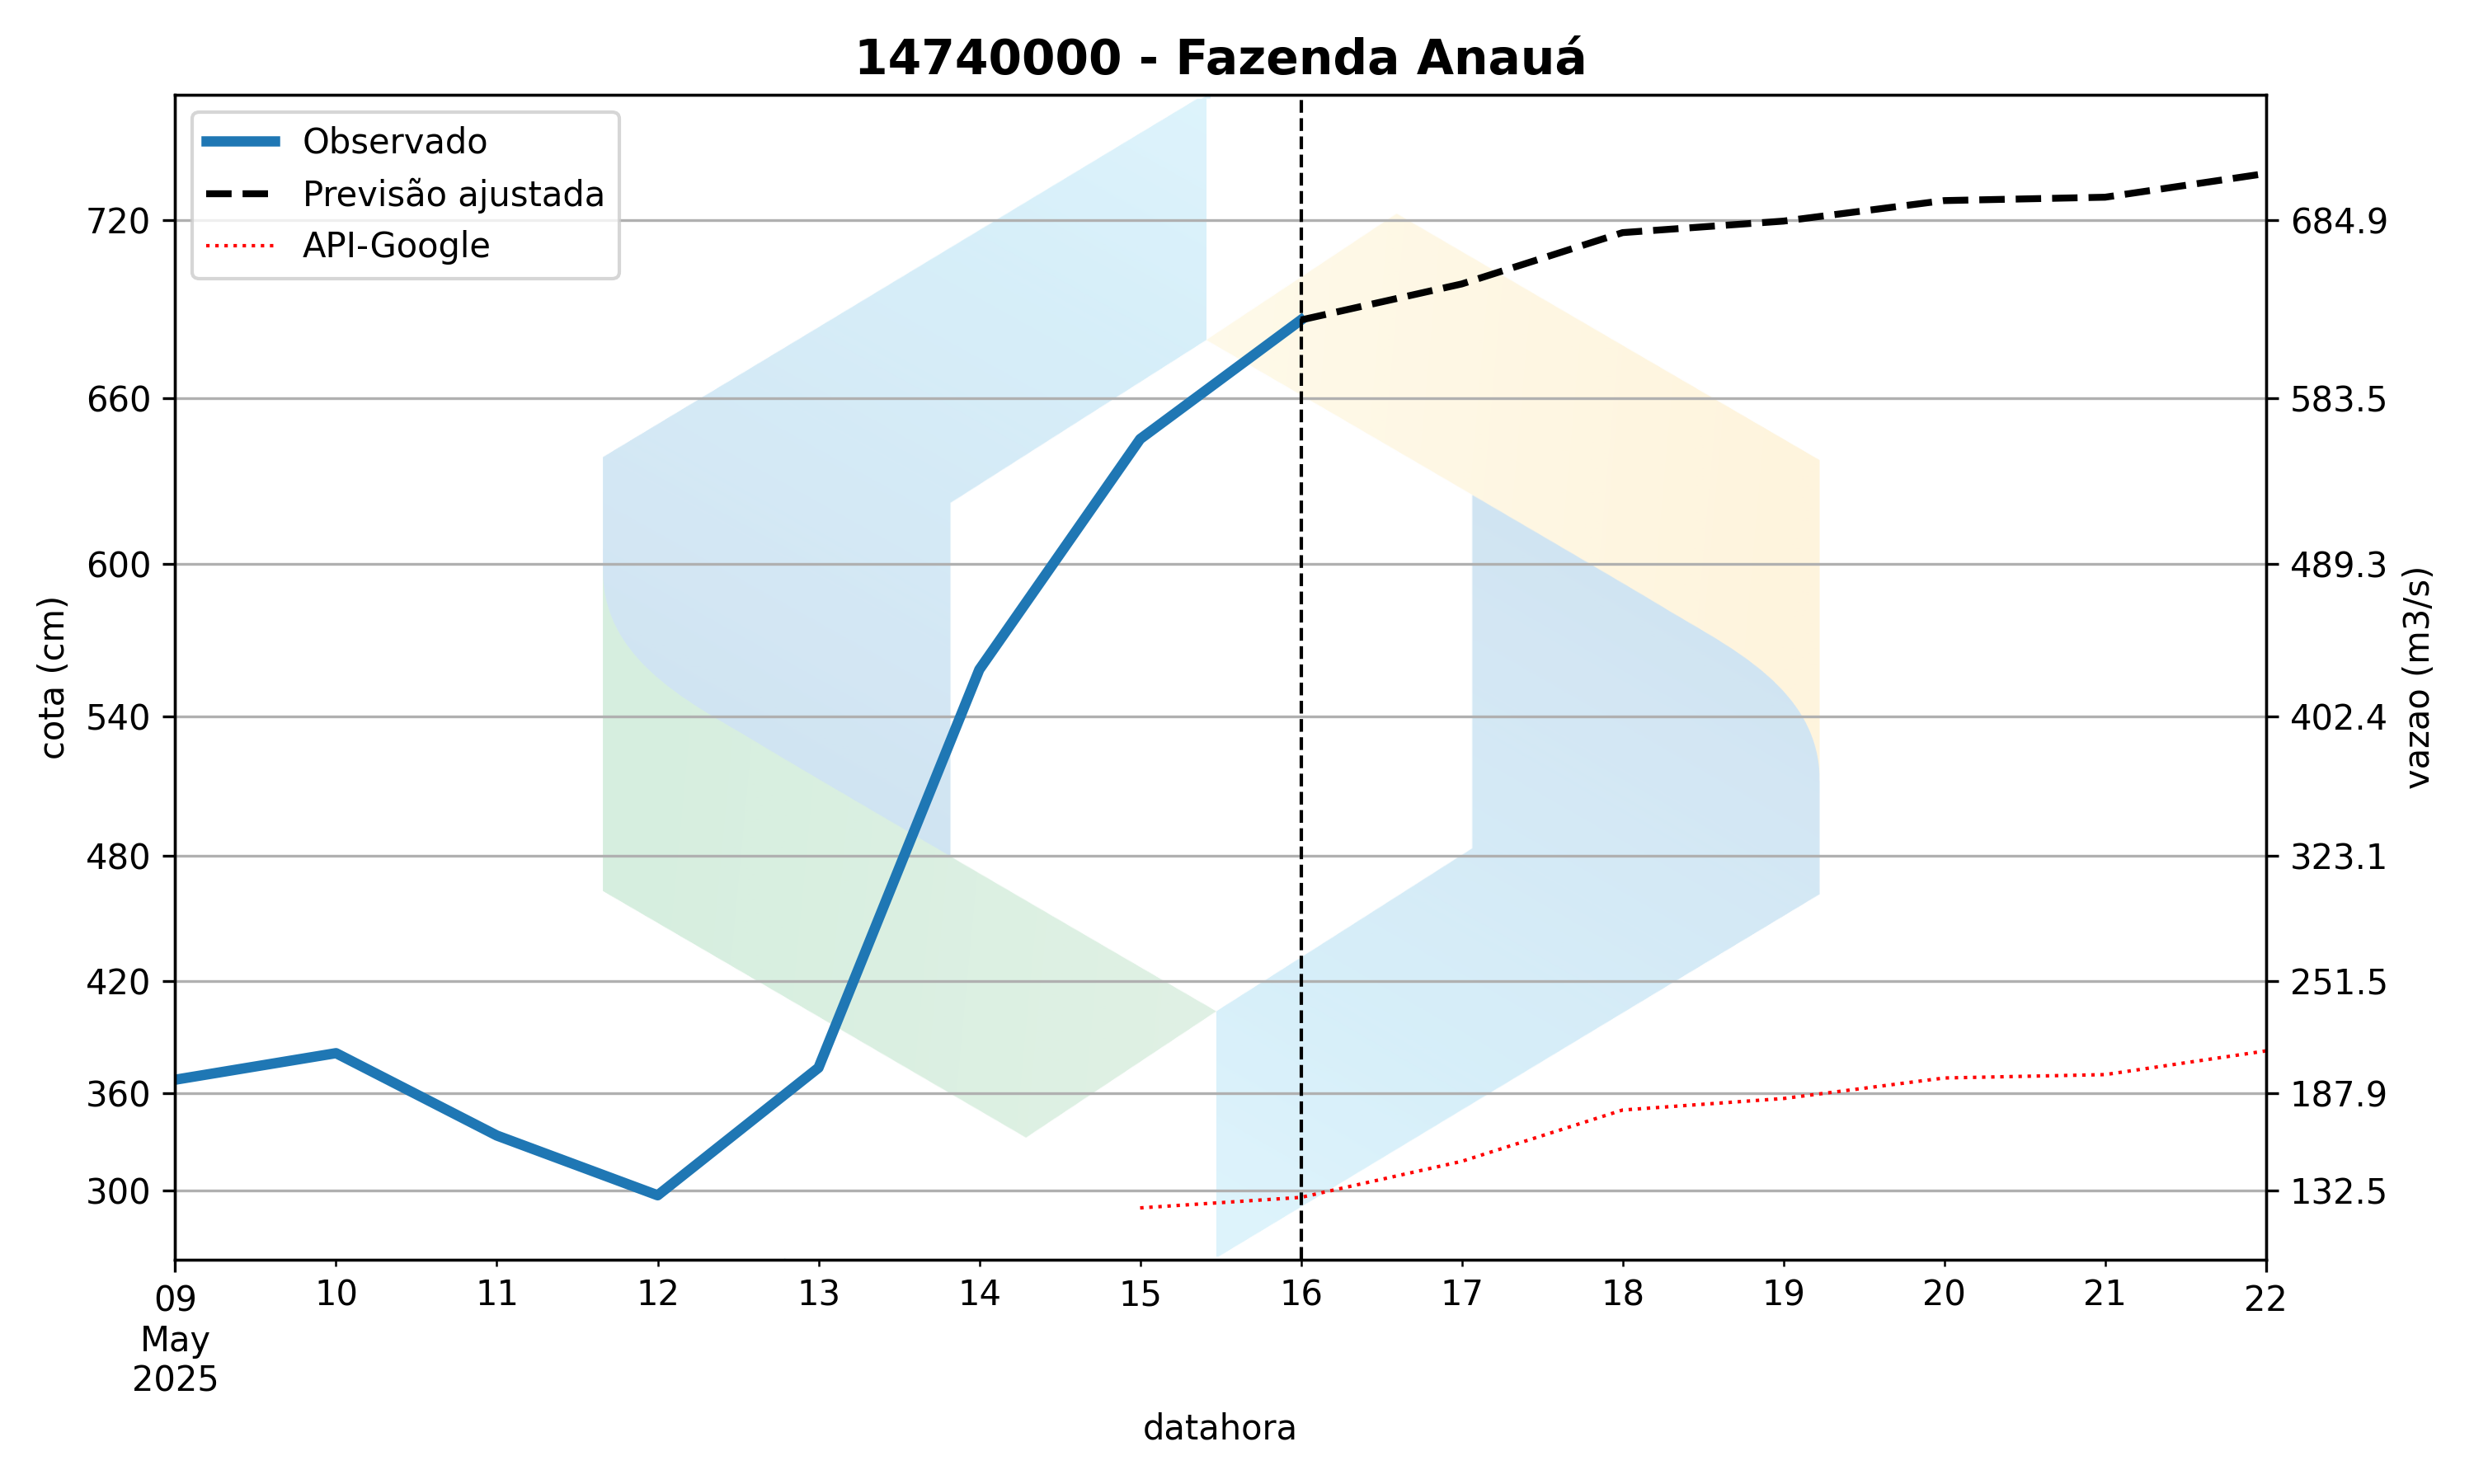 14740000 - Fazenda Anauá
Observado
Previsão ajustada
API-Google
cota (cm)
720
660
600
540
480
420
360
300
684.9
583.5
489.3
402.4
323.1
251.5
187.9
132.5
vazao (m3/s)
09 10 11 12 13 14 15 16 17 18 19 20 21 22
May
2025
datahora